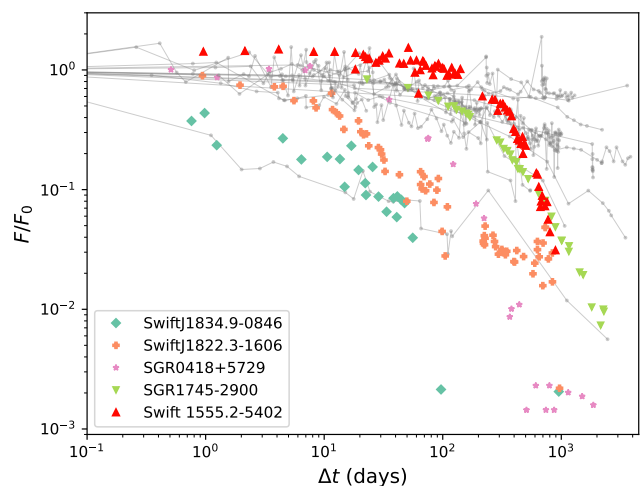 10⁰
10⁻¹
10⁻²
10⁻³
F/F₀
SwiftJ1834.9-0846
SwiftJ1822.3-1606
SGR0418+5729
SGR1745-2900
Swift 1555.2-5402
10⁻¹ 10⁰ 10¹ 10² 10³
Δt (days)